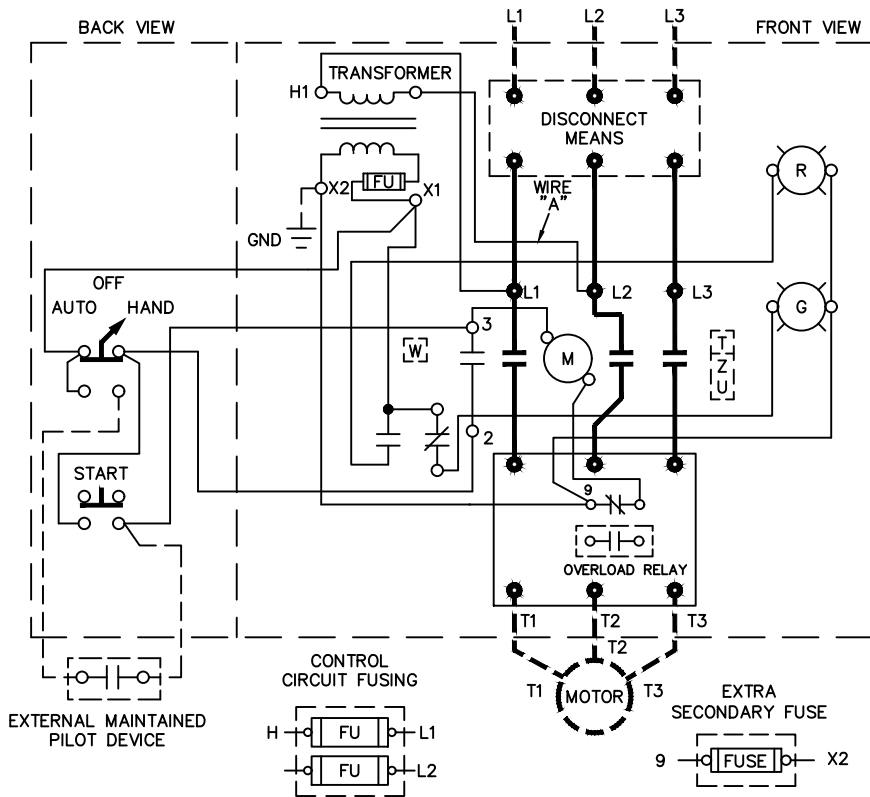 BACK VIEW
L1
L2
L3
FRONT VIEW
TRANSFORMER
H1
DISCONNECT
MEANS
R
X2
FU
X1
WIRE
"A"
GND
OFF
AUTO
HAND
L1
L2
L3
G
3
W
M
T
Z
U
2
START
9
OVERLOAD RELAY
T1
T2
T3
T2
T1
MOTOR
T3
CONTROL
CIRCUIT FUSING
EXTERNAL MAINTAINED
PILOT DEVICE
H
FU
L1
FU
L2
EXTRA
SECONDARY FUSE
9
FUSE
X2